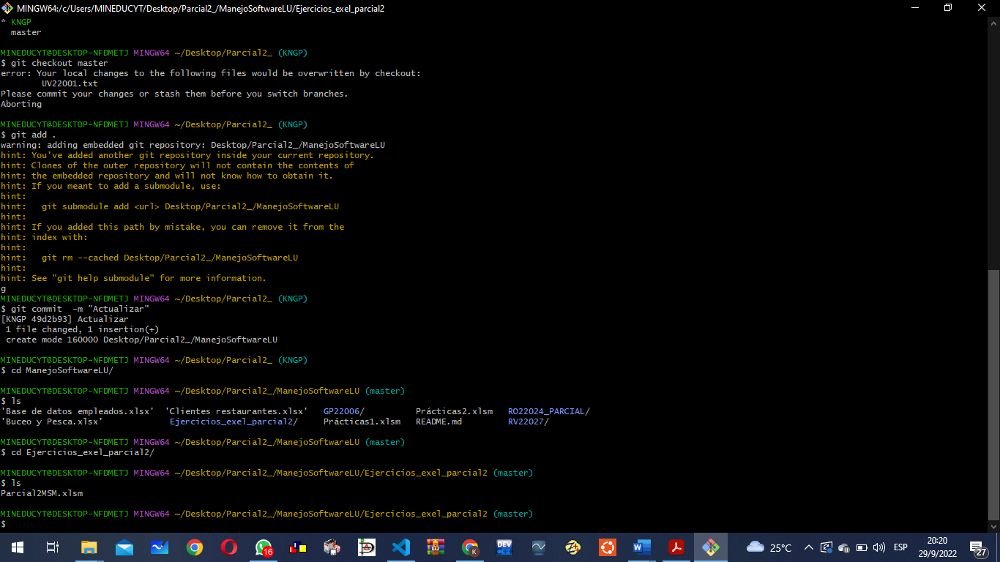 MINGW64:/c/Users/MINEDUCYT/Desktop/Parcial2_/ManejoSoftwareLU/Ejercicios_exel_parcial2
* KNGP
  master
MINEDUCYT@DESKTOP-NFDMETJ MINGW64 ~/Desktop/Parcial2_ (KNGP)
$ git checkout master
error: Your local changes to the following files would be overwritten by checkout:
        UV22001.txt
Please commit your changes or stash them before you switch branches.
Aborting
MINEDUCYT@DESKTOP-NFDMETJ MINGW64 ~/Desktop/Parcial2_ (KNGP)
$ git add .
warning: adding embedded git repository: Desktop/Parcial2_/ManejoSoftwareLU
hint: You've added another git repository inside your current repository.
hint: Clones of the outer repository will not contain the contents of
hint: the embedded repository and will not know how to obtain it.
hint: If you meant to add a submodule, use:
hint:
hint:   git submodule add <url> Desktop/Parcial2_/ManejoSoftwareLU
hint:
hint: If you added this path by mistake, you can remove it from the
hint: index with:
hint:
hint:   git rm --cached Desktop/Parcial2_/ManejoSoftwareLU
hint:
hint: See "git help submodule" for more information.
g
MINEDUCYT@DESKTOP-NFDMETJ MINGW64 ~/Desktop/Parcial2_ (KNGP)
$ git commit  -m "Actualizar"
[KNGP 49d2b93] Actualizar
 1 file changed, 1 insertion(+)
 create mode 160000 Desktop/Parcial2_/ManejoSoftwareLU
MINEDUCYT@DESKTOP-NFDMETJ MINGW64 ~/Desktop/Parcial2_ (KNGP)
$ cd ManejoSoftwareLU/
MINEDUCYT@DESKTOP-NFDMETJ MINGW64 ~/Desktop/Parcial2_/ManejoSoftwareLU (master)
$ ls
'Base de datos empleados.xlsx'  'Clientes restaurantes.xlsx'   GP22006/          Prácticas2.xlsm   RO22024_PARCIAL/
'Buceo y Pesca.xlsx'             Ejercicios_exel_parcial2/     Prácticas1.xlsm   README.md         RV22027/
MINEDUCYT@DESKTOP-NFDMETJ MINGW64 ~/Desktop/Parcial2_/ManejoSoftwareLU (master)
$ cd Ejercicios_exel_parcial2/
MINEDUCYT@DESKTOP-NFDMETJ MINGW64 ~/Desktop/Parcial2_/ManejoSoftwareLU/Ejercicios_exel_parcial2 (master)
$ ls
Parcial2MSM.xlsm
MINEDUCYT@DESKTOP-NFDMETJ MINGW64 ~/Desktop/Parcial2_/ManejoSoftwareLU/Ejercicios_exel_parcial2 (master)
$
16
K
DEV
25°C
ESP
20:20
29/9/2022
27